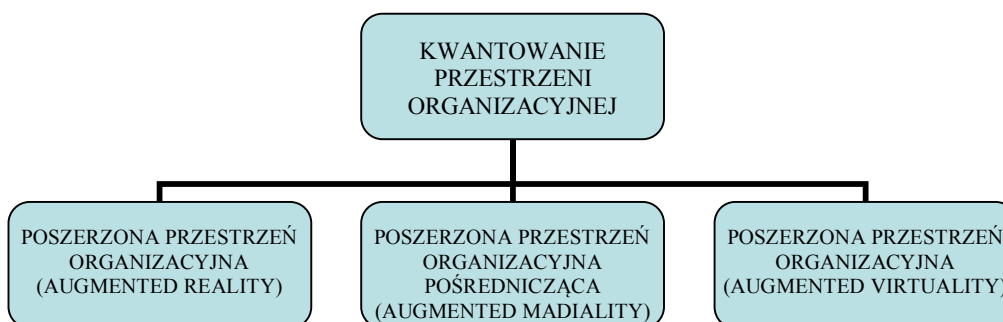 KWANTOWANIE
PRZESTRZENI
ORGANIZACYJNEJ
POSZERZONA PRZESTRZEŃ
ORGANIZACYJNA
(AUGMENTED REALITY)
POSZERZONA PRZESTRZEŃ
ORGANIZACYJNA
POŚREDNICZĄCA
(AUGMENTED MADIALITY)
POSZERZONA PRZESTRZEŃ
ORGANIZACYJNA
(AUGMENTED VIRTUALITY)